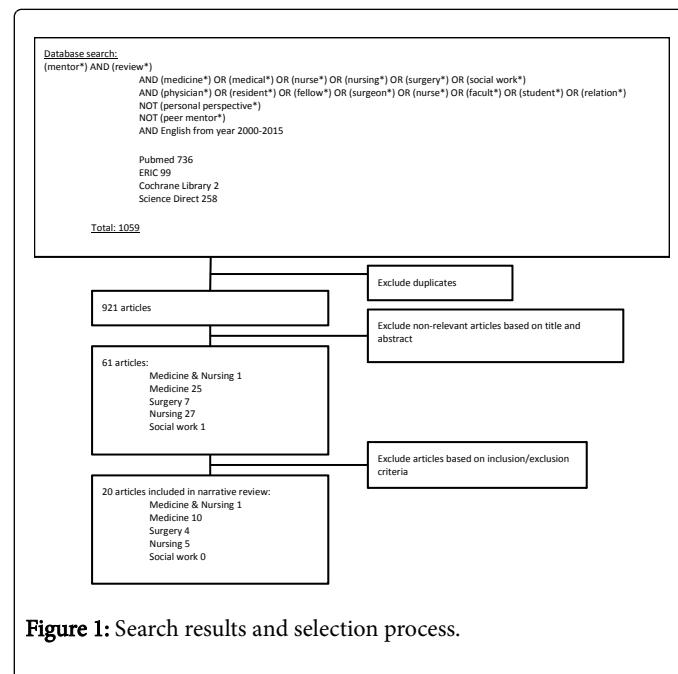 Database search:
(mentor*) AND (review*)
AND (medicine*) OR (medical*) OR (nurse*) OR (nursing*) OR (surgery*) OR (social work*)
AND (physician*) OR (resident*) OR (fellow*) OR (surgeon*) OR (nurse*) OR (facult*) OR (student*) OR (relation*)
NOT (personal perspective*)
NOT (peer mentor*)
AND English from year 2000-2015
Pubmed 736
ERIC 99
Cochrane Library 2
Science Direct 258
Total: 1059
Exclude duplicates
921 articles
Exclude non-relevant articles based on title and
abstract
61 articles:
Medicine & Nursing 1
Medicine 25
Surgery 7
Nursing 27
Social work 1
Exclude articles based on inclusion/exclusion
criteria
20 articles included in narrative review:
Medicine & Nursing 1
Medicine 10
Surgery 4
Nursing 5
Social work 0
Figure 1: Search results and selection process.